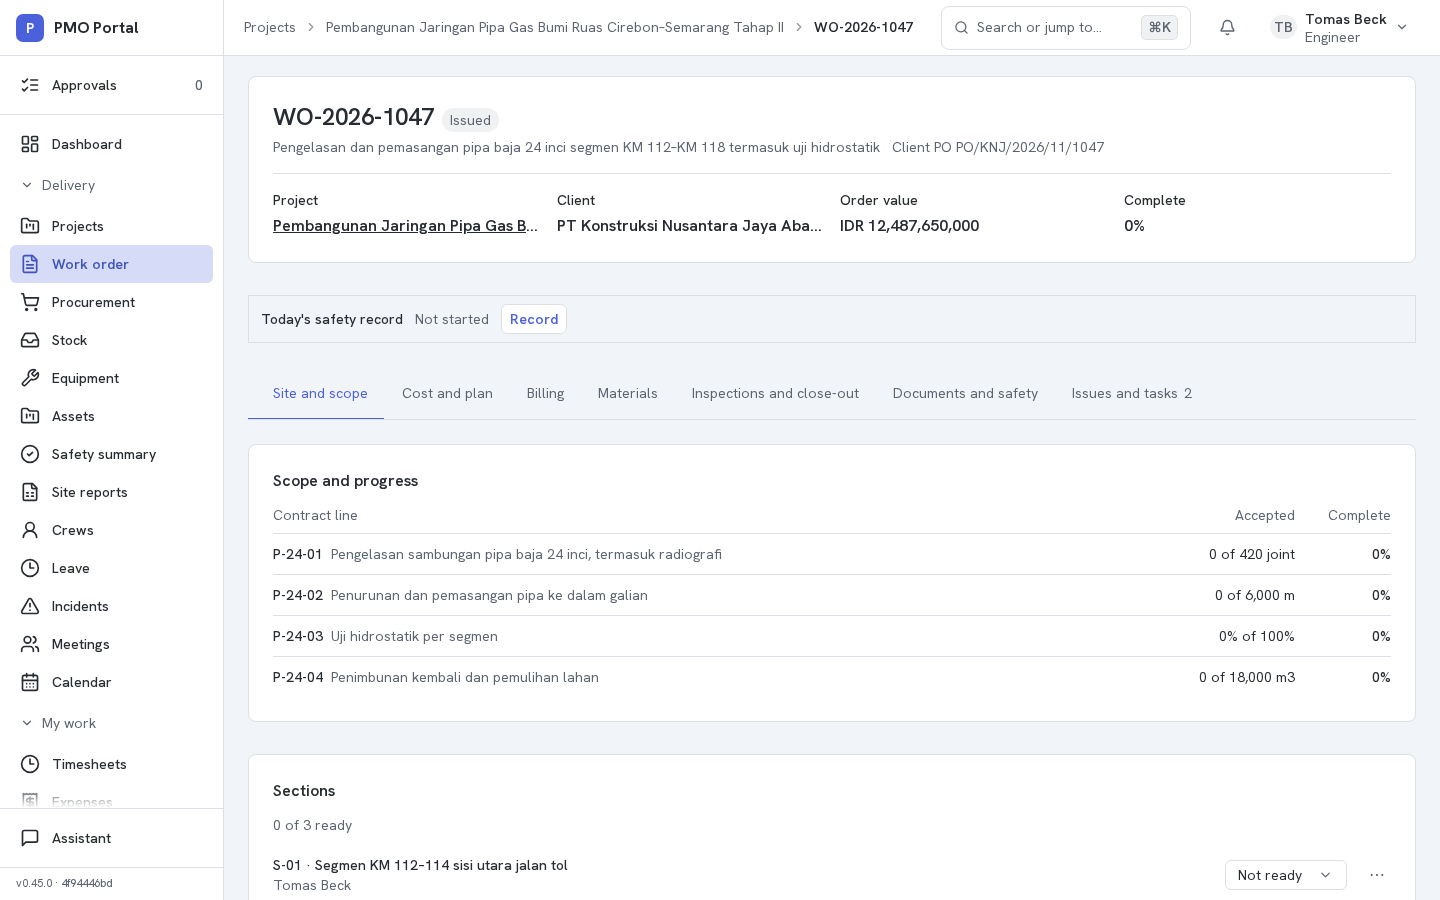 P PMO Portal
Projects > Pembangunan Jaringan Pipa Gas Bumi Ruas Cirebon–Semarang Tahap II > WO-2026-1047
Search or jump to... ⌘K
TB Tomas Beck
Engineer
Approvals 0
Dashboard
Delivery
Projects
Work order
Procurement
Stock
Equipment
Assets
Safety summary
Site reports
Crews
Leave
Incidents
Meetings
Calendar
My work
Timesheets
Expenses
Assistant
v0.45.0 · 4f94446bd
WO-2026-1047 Issued
Pengelasan dan pemasangan pipa baja 24 inci segmen KM 112–KM 118 termasuk uji hidrostatik Client PO PO/KNJ/2026/11/1047
Project Client Order value Complete
Pembangunan Jaringan Pipa Gas B... PT Konstruksi Nusantara Jaya Aba... IDR 12,487,650,000 0%
Today's safety record Not started Record
Site and scope Cost and plan Billing Materials Inspections and close-out Documents and safety Issues and tasks 2
Scope and progress
Contract line Accepted Complete
P-24-01 Pengelasan sambungan pipa baja 24 inci, termasuk radiografi 0 of 420 joint 0%
P-24-02 Penurunan dan pemasangan pipa ke dalam galian 0 of 6,000 m 0%
P-24-03 Uji hidrostatik per segmen 0% of 100% 0%
P-24-04 Penimbunan kembali dan pemulihan lahan 0 of 18,000 m3 0%
Sections
0 of 3 ready
S-01 · Segmen KM 112–114 sisi utara jalan tol
Tomas Beck
Not ready